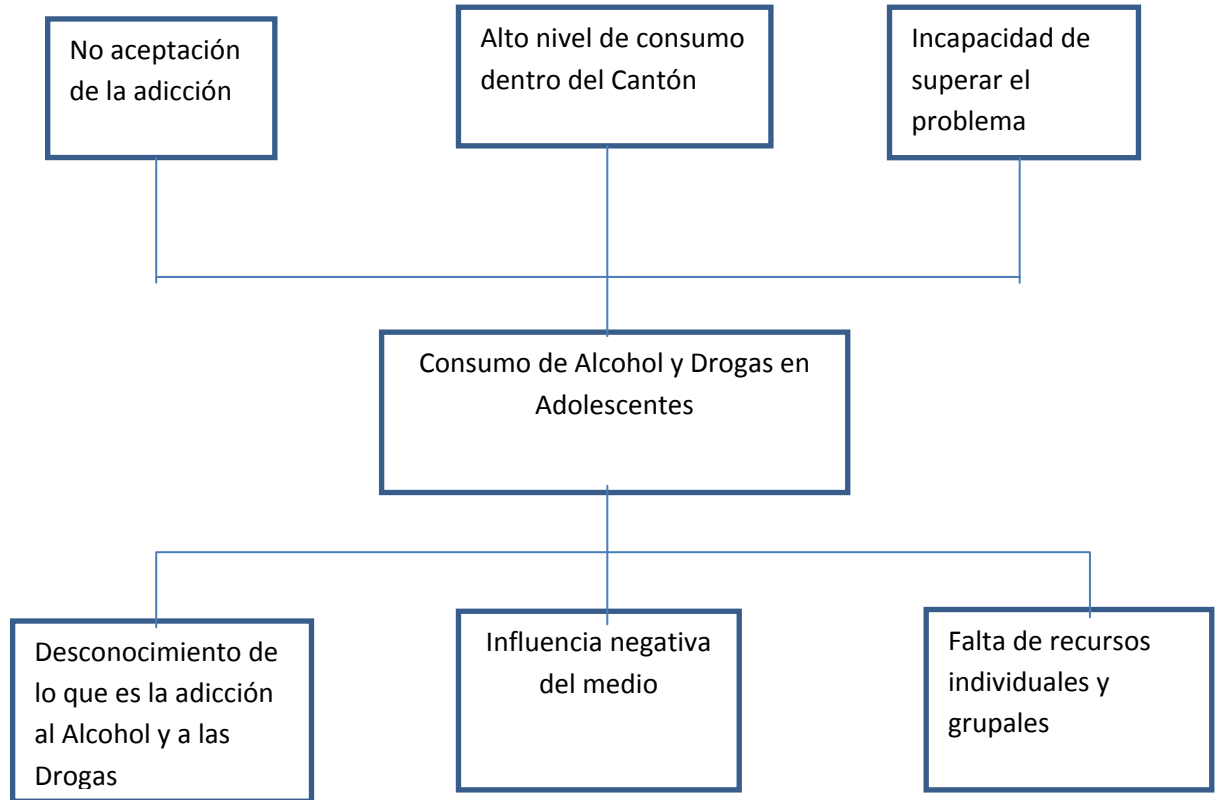 No aceptación
de la adicción
Alto nivel de consumo
dentro del Cantón
Incapacidad de
superar el
problema
Consumo de Alcohol y Drogas en
Adolescentes
Desconocimiento de
lo que es la adicción
al Alcohol y a las
Drogas
Influencia negativa
del medio
Falta de recursos
individuales y
grupales